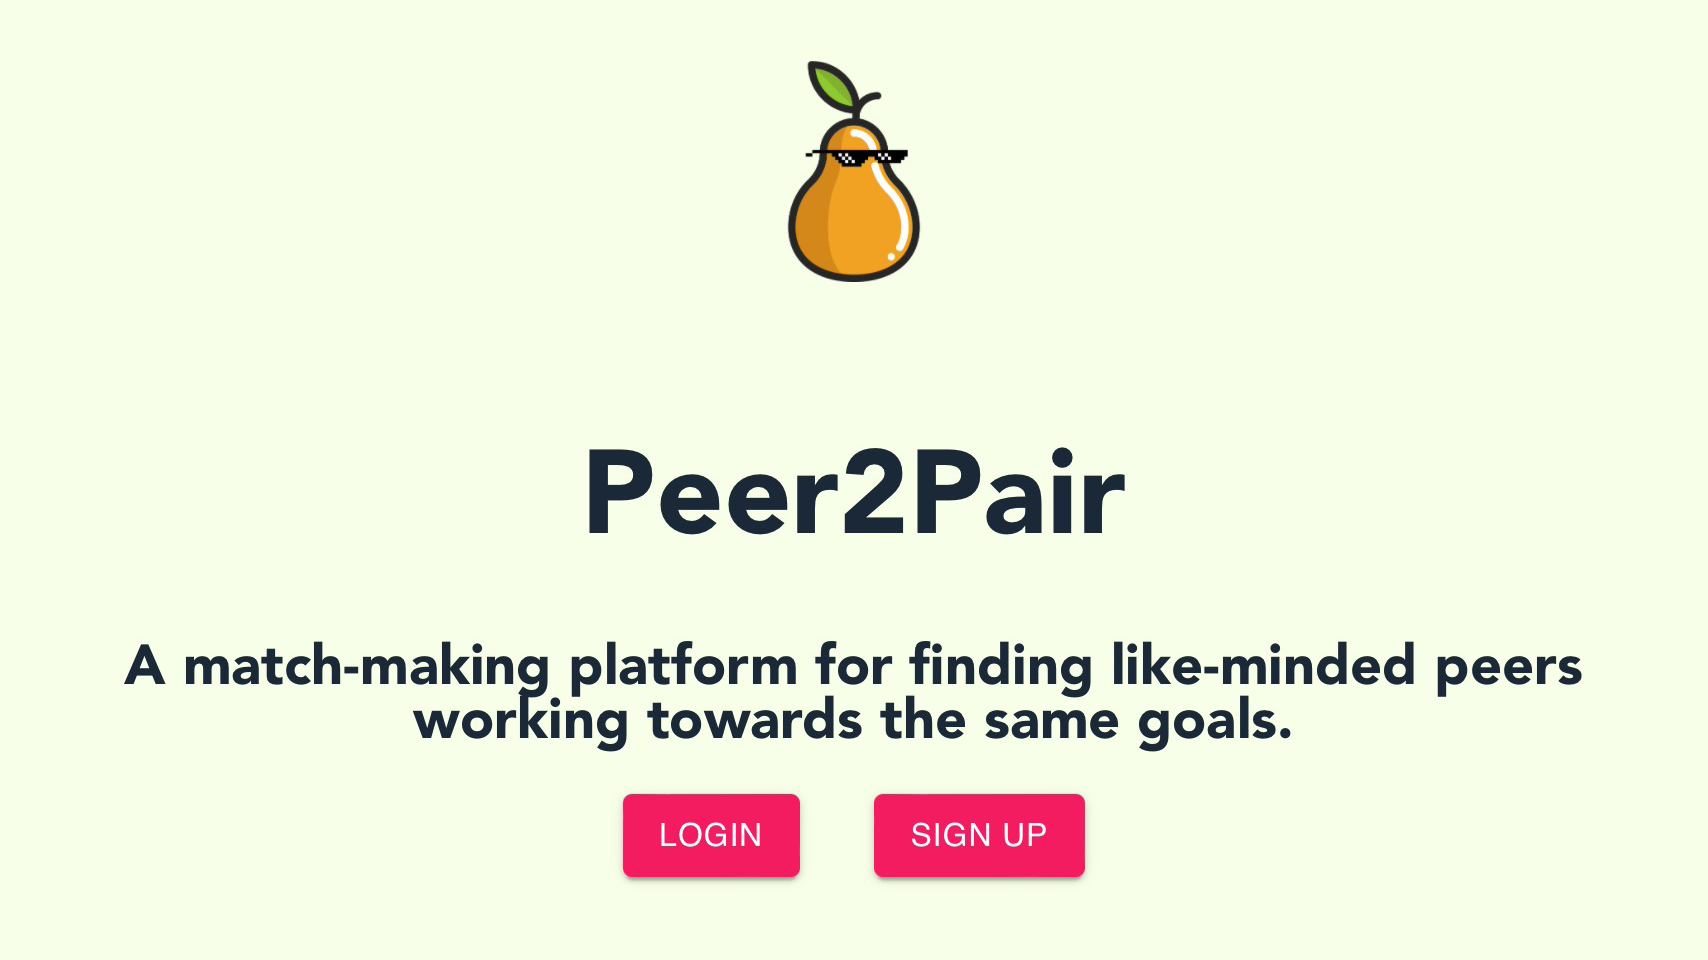 Peer2Pair
A match-making platform for finding like-minded peers
working towards the same goals.
LOGIN
SIGN UP